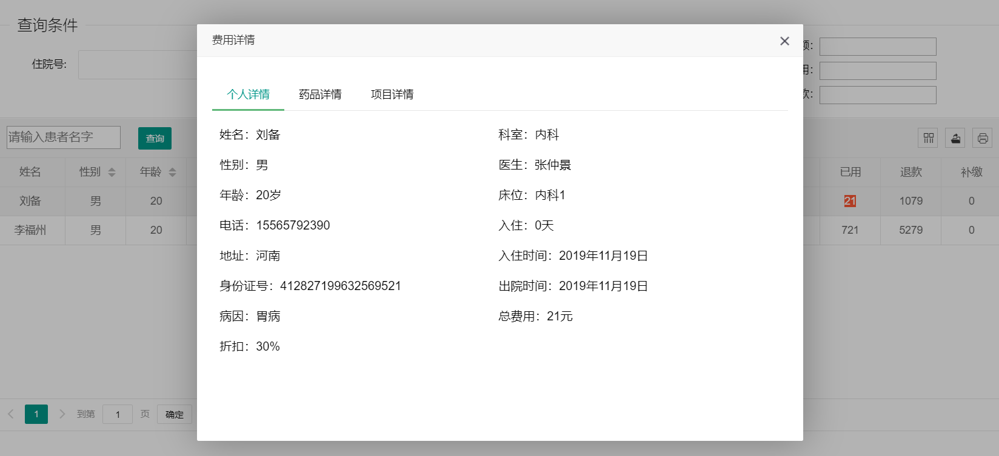 查询条件
住院号:
费用详情
个人详情 药品详情 项目详情
姓名：刘备 科室：内科
性别：男 医生：张仲景
年龄：20岁 床位：内科1
电话：15565792390 入住：0天
地址：河南 入住时间：2019年11月19日
身份证号：412827199632569521 出院时间：2019年11月19日
病因：胃病 总费用：21元
折扣：30%
请输入患者名字 查询
姓名 性别 年龄 已用 退款 补缴
刘备 男 20 21 1079 0
李福州 男 20 721 5279 0
1 到第 1 页 确定